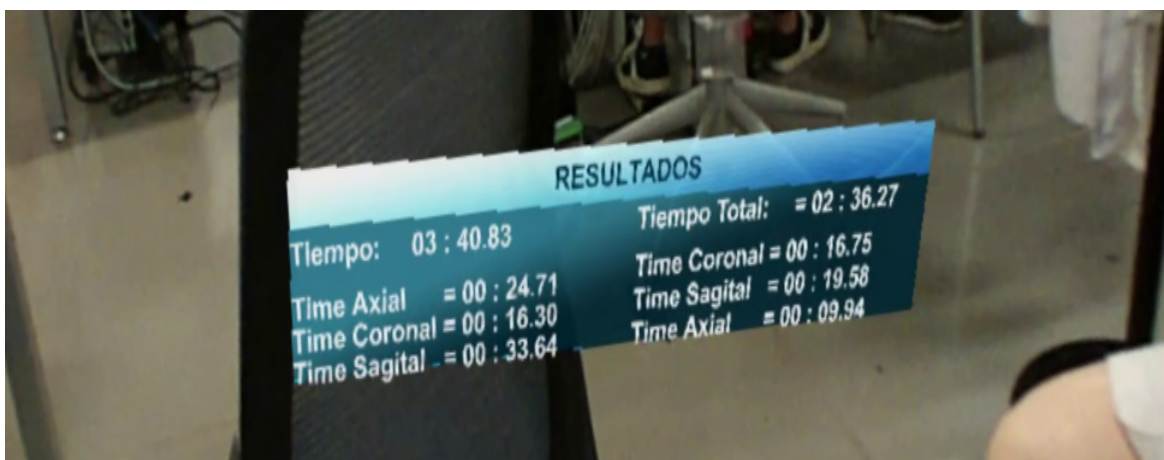 RESULTADOS
Tiempo: 03 : 40.83
Time Axial = 00 : 24.71
Time Coronal = 00 : 16.30
Time Sagital = 00 : 33.64
Tiempo Total: = 02 : 36.27
Time Coronal = 00 : 16.75
Time Sagital = 00 : 19.58
Time Axial = 00 : 09.94